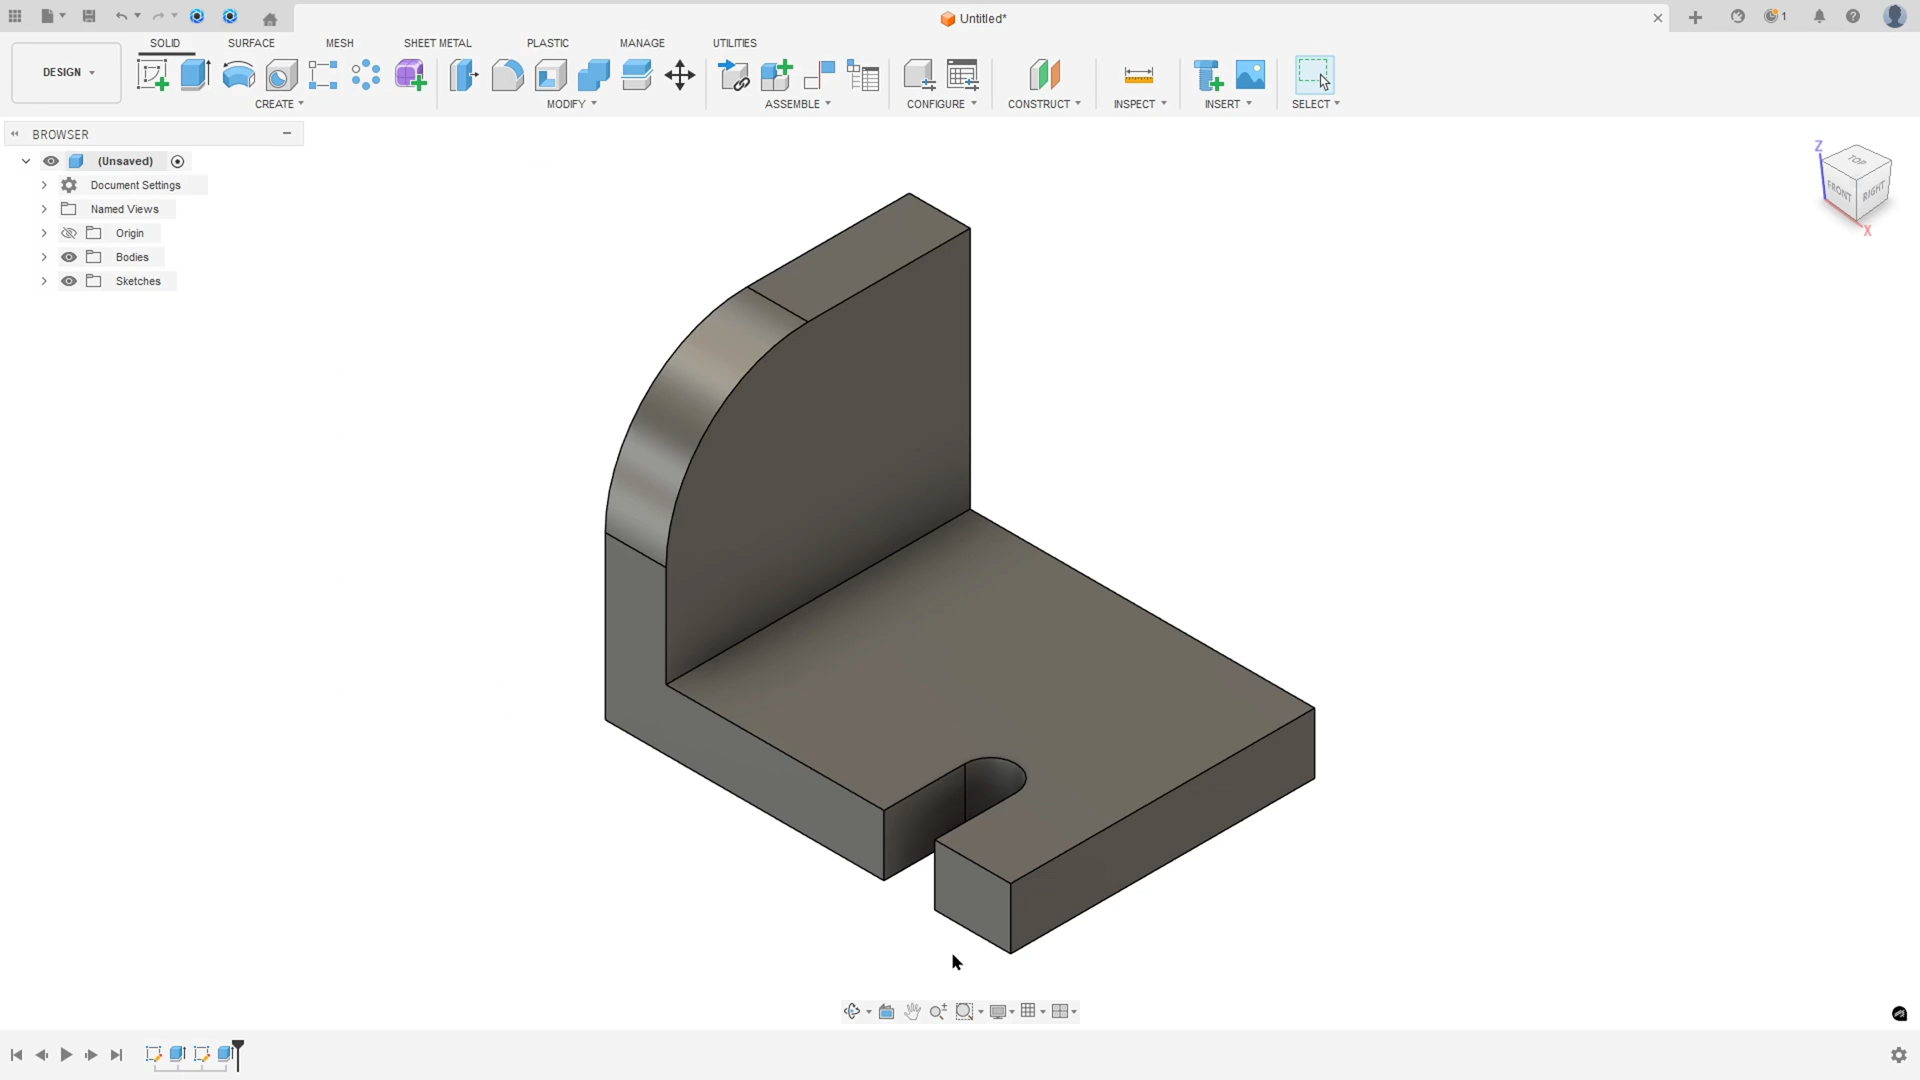 Untitled*
1
DESIGN
SOLID
SURFACE
MESH
SHEET METAL
PLASTIC
MANAGE
UTILITIES
CREATE
MODIFY
ASSEMBLE
CONFIGURE
CONSTRUCT
INSPECT
INSERT
SELECT
BROWSER
(Unsaved)
Document Settings
Named Views
Origin
Bodies
Sketches
Z
TOP
FRONT
RIGHT
X